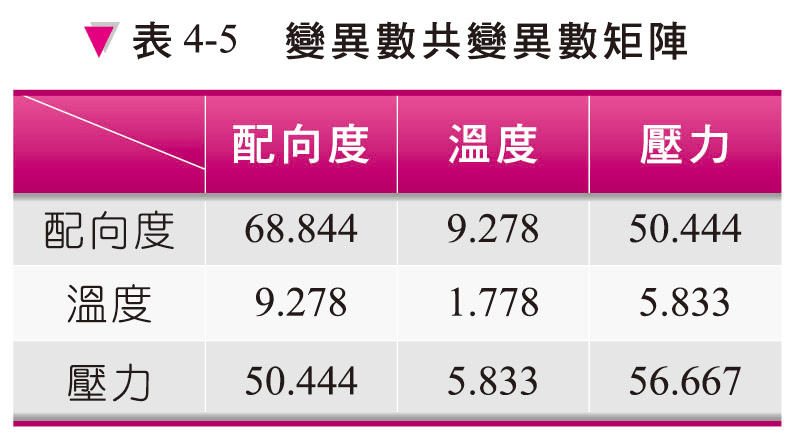 ▼ 表 4-5 變異數共變異數矩陣
配向度 溫度 壓力
配向度 68.844 9.278 50.444
溫度 9.278 1.778 5.833
壓力 50.444 5.833 56.667